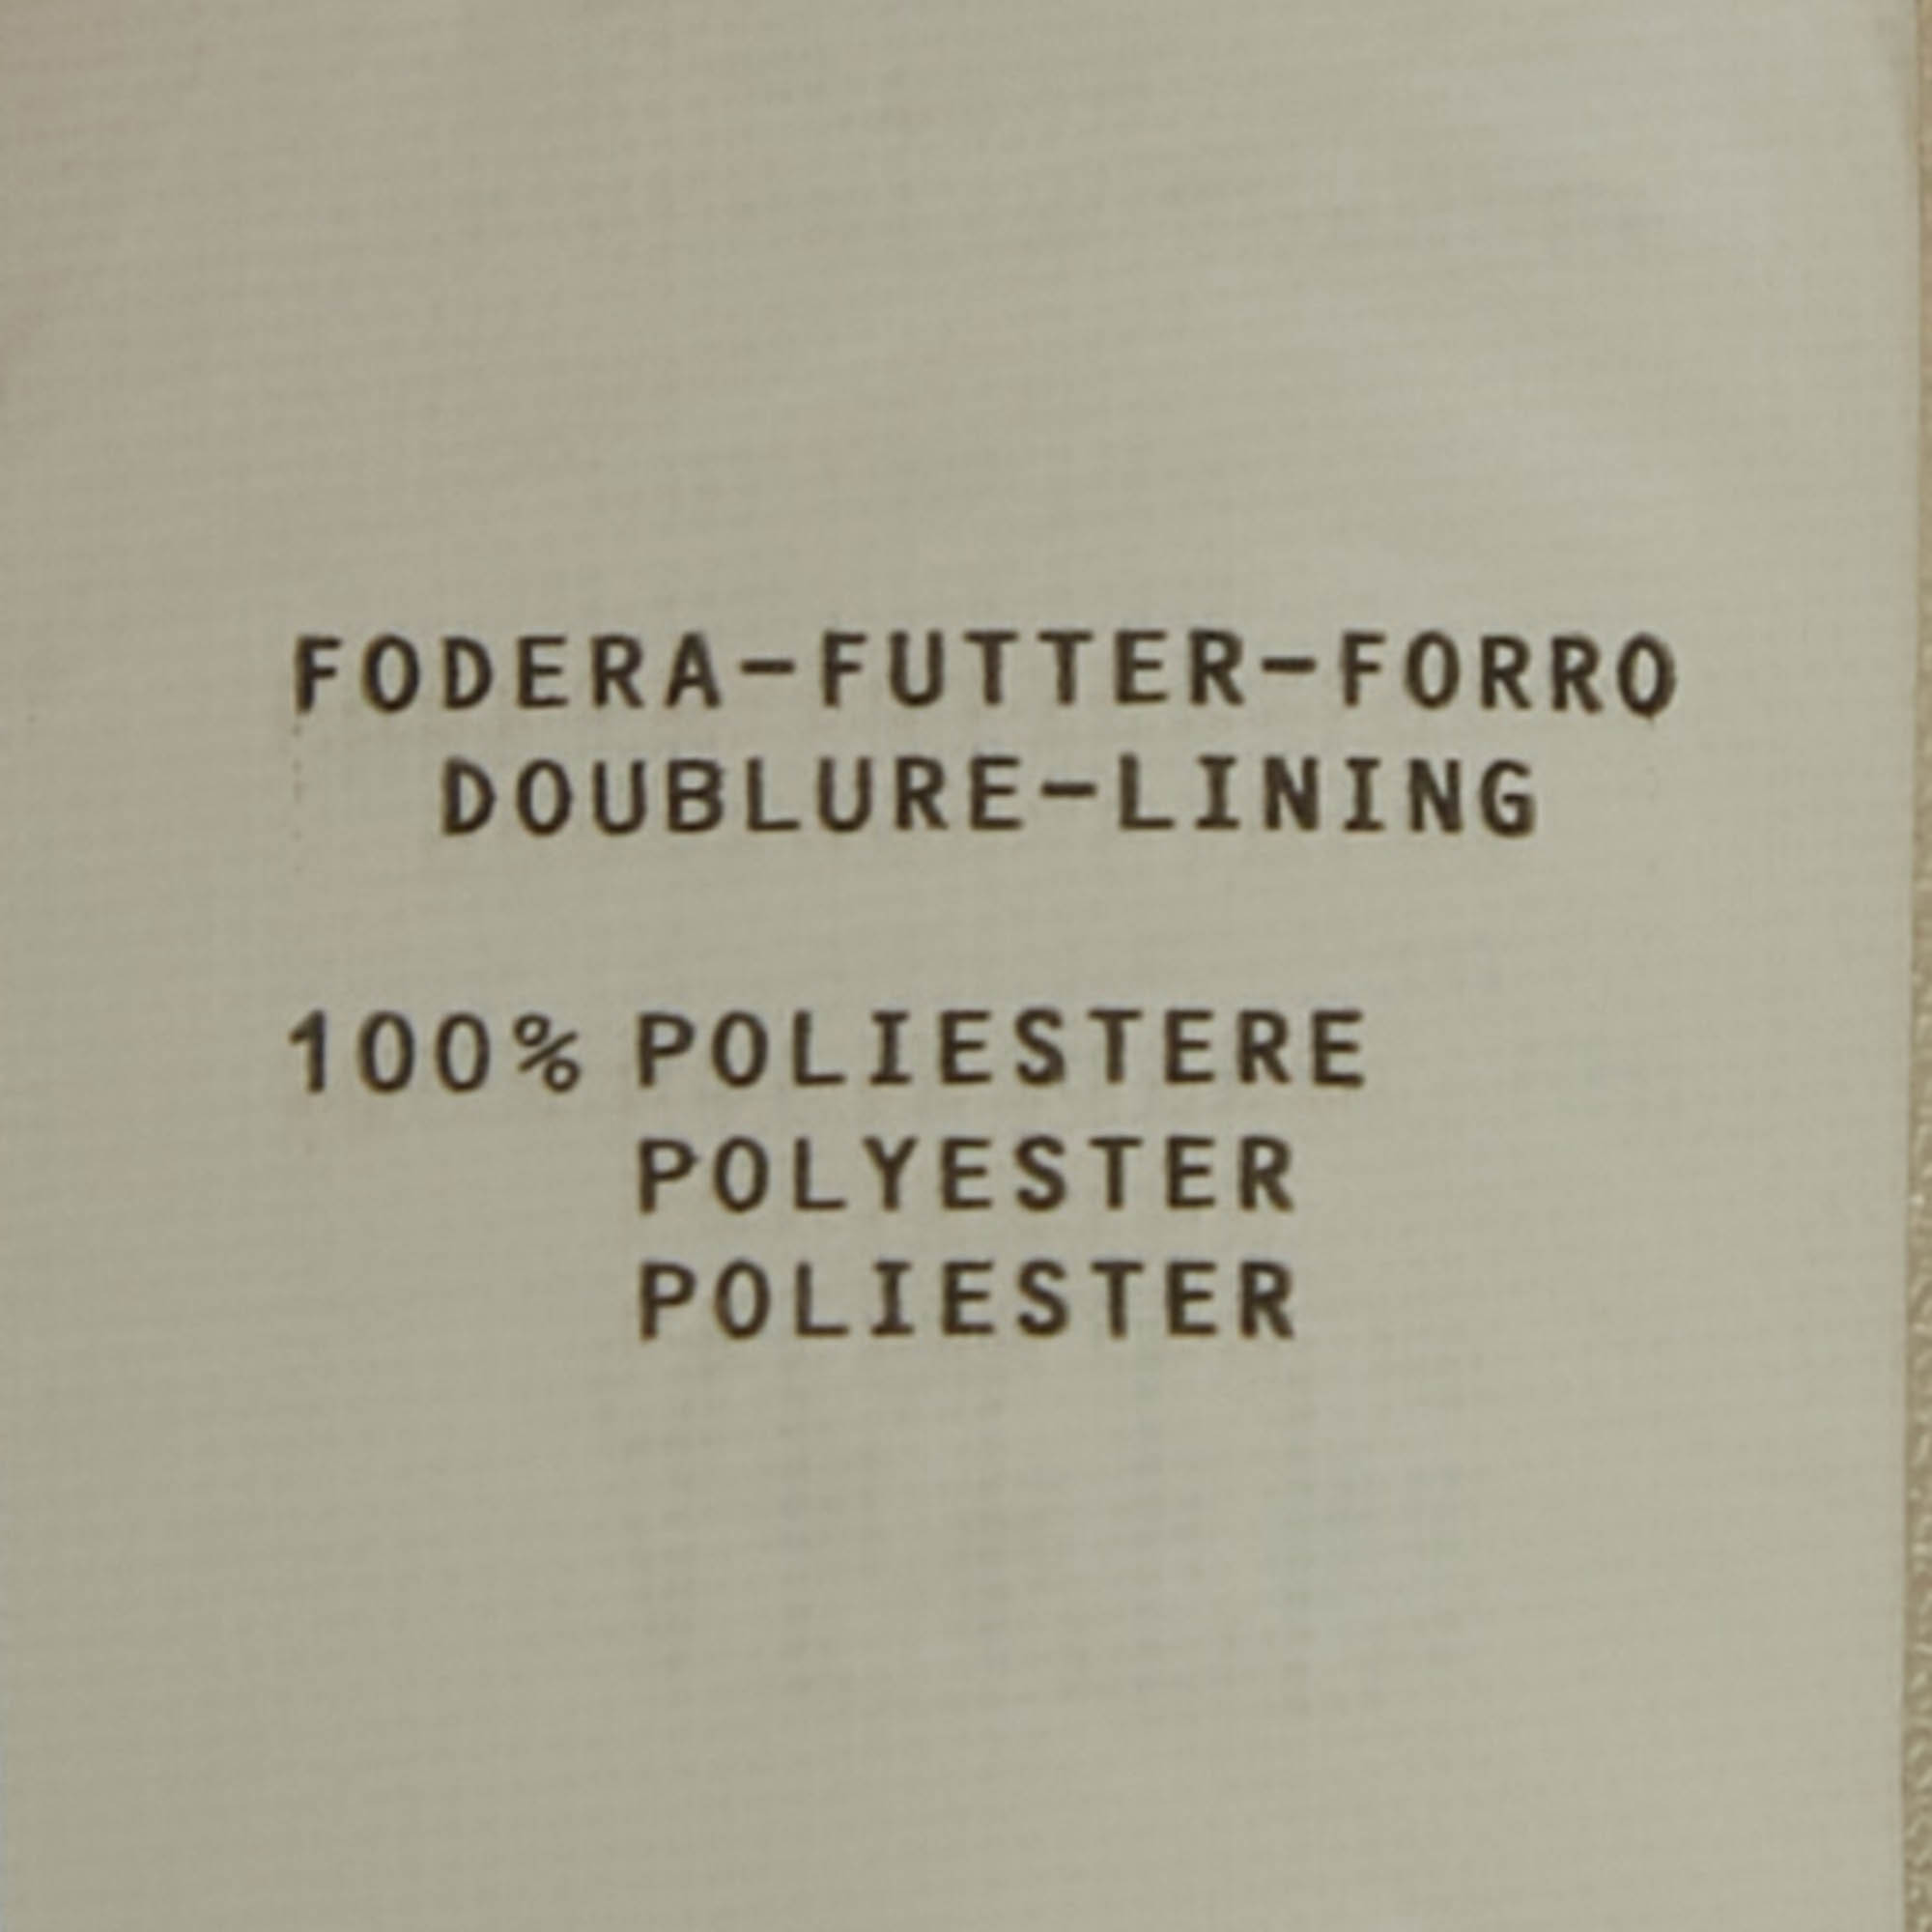 FODERA-FUTTER-FORRO
DOUBLURE-LINING
100% POLIESTERE
POLYESTER
POLIESTER